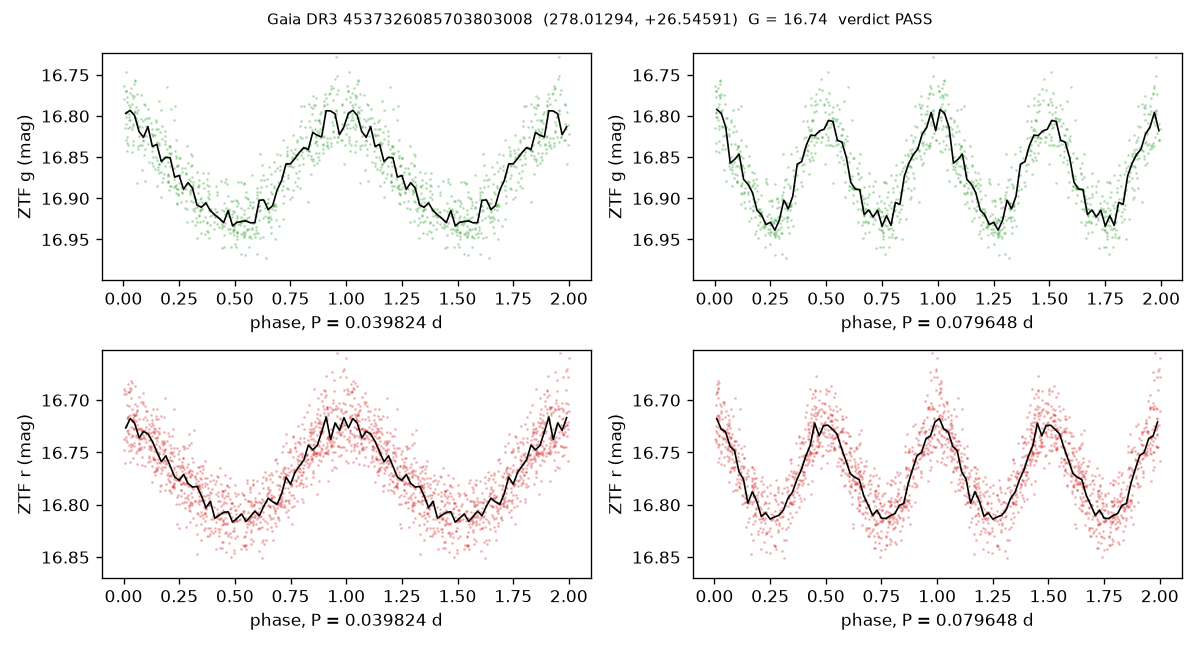 Gaia DR3 4537326085703803008  (278.01294, +26.54591)  G = 16.74  verdict PASS
ZTF g (mag)
16.75
16.80
16.85
16.90
16.95
0.00 0.25 0.50 0.75 1.00 1.25 1.50 1.75 2.00
phase, P = 0.039824 d
ZTF g (mag)
16.75
16.80
16.85
16.90
16.95
0.00 0.25 0.50 0.75 1.00 1.25 1.50 1.75 2.00
phase, P = 0.079648 d
ZTF r (mag)
16.70
16.75
16.80
16.85
0.00 0.25 0.50 0.75 1.00 1.25 1.50 1.75 2.00
phase, P = 0.039824 d
ZTF r (mag)
16.70
16.75
16.80
16.85
0.00 0.25 0.50 0.75 1.00 1.25 1.50 1.75 2.00
phase, P = 0.079648 d